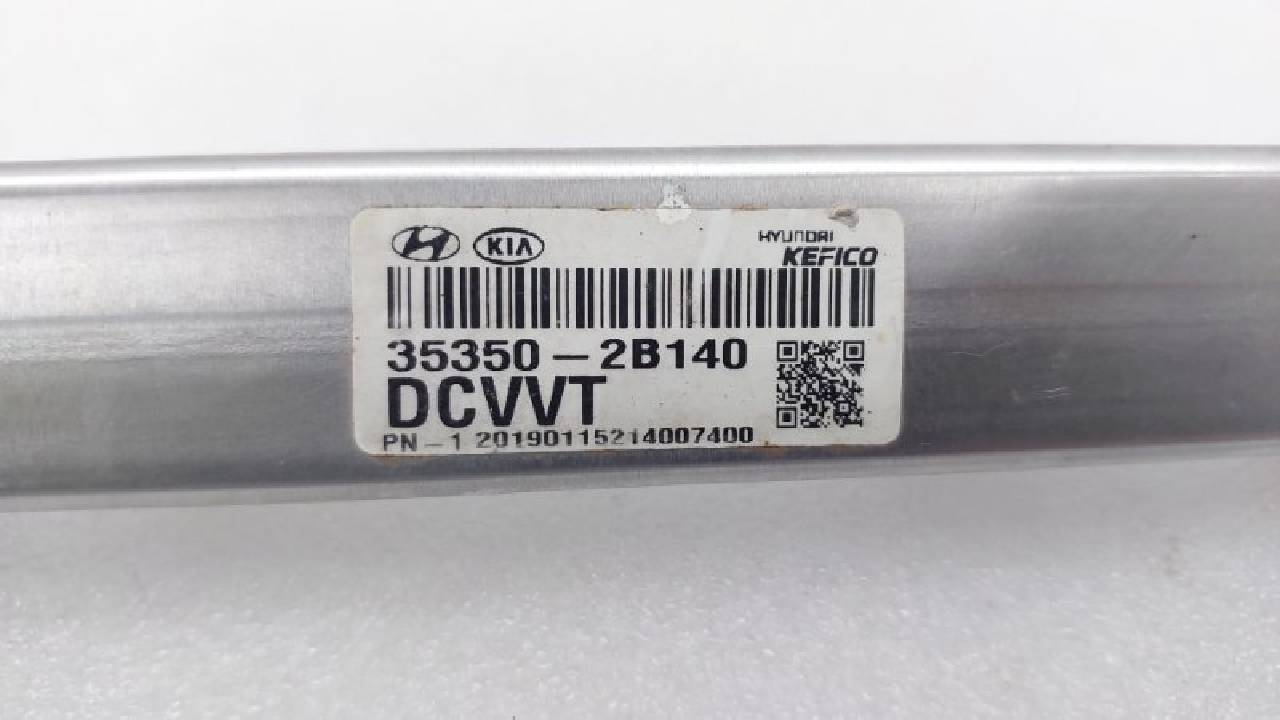 H KIA
HYUNDAI
KEFICO
35350-2B140
DCVVT
PN-1 20190115214007400